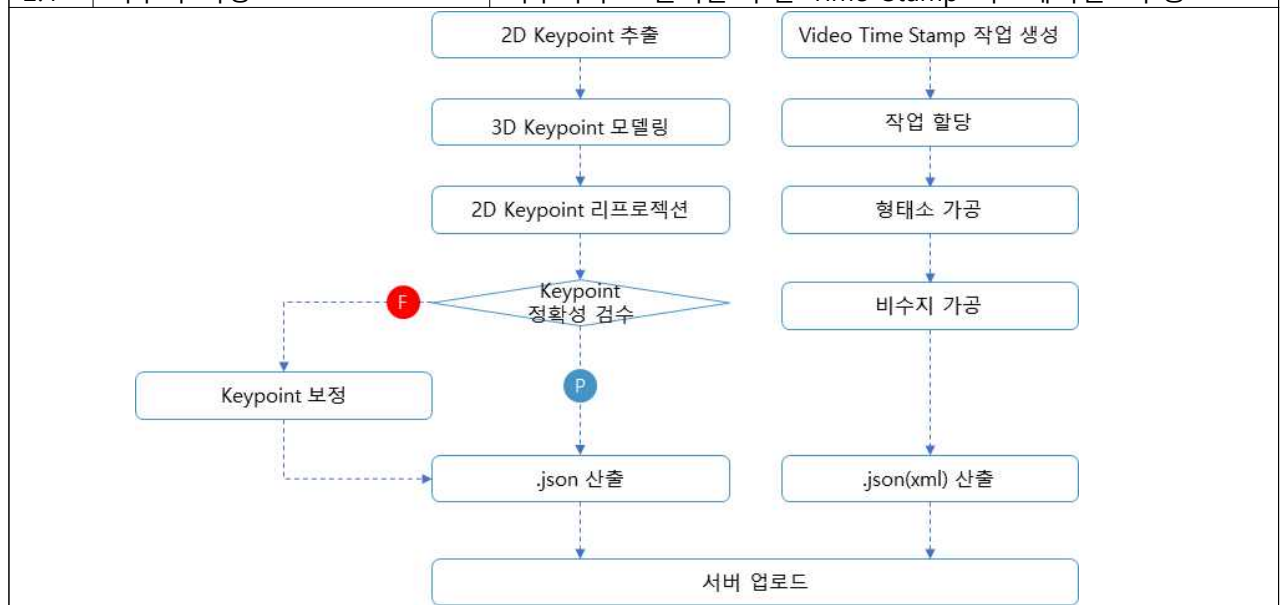 2D Keypoint 추출
Video Time Stamp 작업 생성
3D Keypoint 모델링
작업 할당
2D Keypoint 리프로젝션
형태소 가공
Keypoint
정확성 검수
F
비수지 가공
Keypoint 보정
P
.json 산출
.json(xml) 산출
서버 업로드